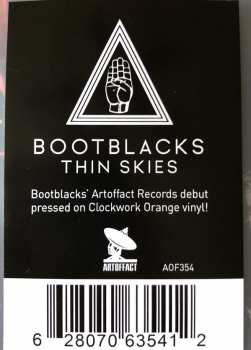 BOOTBLACKS
THIN SKIES
Bootblacks' Artoffact Records debut
pressed on Clockwork Orange vinyl!
ARTOFFACT
AOF354
6 28070 63541 2